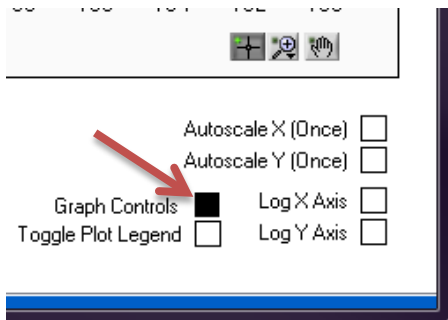 Autoscale X (Once)
Autoscale Y (Once)
Graph Controls
Log X Axis
Toggle Plot Legend
Log Y Axis